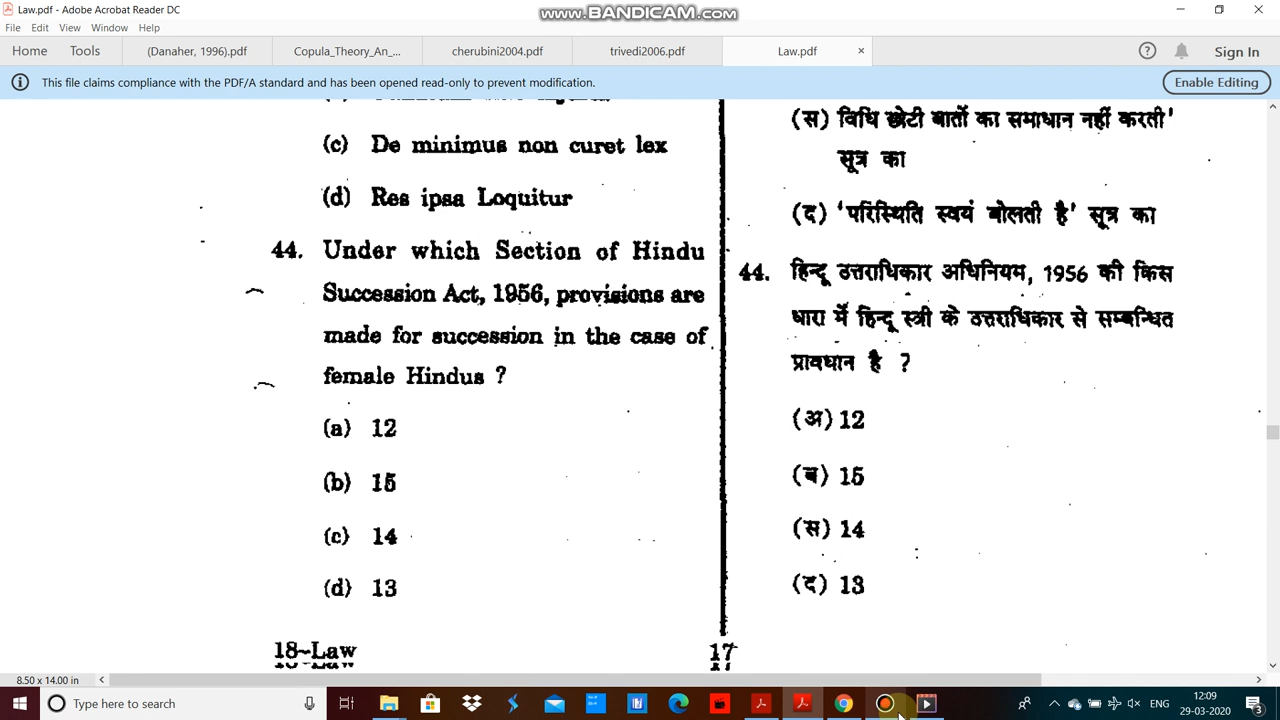 Law.pdf - Adobe Acrobat Reader DC
WWW.BANDICAM.COM
File Edit View Window Help
Home Tools (Danaher, 1996).pdf Copula_Theory_An_... cherubini2004.pdf trivedi2006.pdf Law.pdf × Sign In
This file claims compliance with the PDF/A standard and has been opened read-only to prevent modification. Enable Editing
(c) De minimus non curet lex
(d) Res ipsa Loquitur
44. Under which Section of Hindu
Succession Act, 1956, provisions are
made for succession in the case of
female Hindus ?
(a) 12
(b) 15
(c) 14
(d) 13
18-Law
(स) विधि छोटी बातों का समाधान नहीं करती'
सूत्र का
(द) 'परिस्थिति स्वयं बोलती है' सूत्र का
44. हिन्दू उत्तराधिकार अधिनियम, 1956 की किस
धारा में हिन्दू स्त्री के उत्तराधिकार से सम्बन्धित
प्रावधान है ?
(अ) 12
(ब) 15
(स) 14
(द) 13
17
8.50 x 14.00 in
Type here to search
ENG
12:09
29-03-2020
3